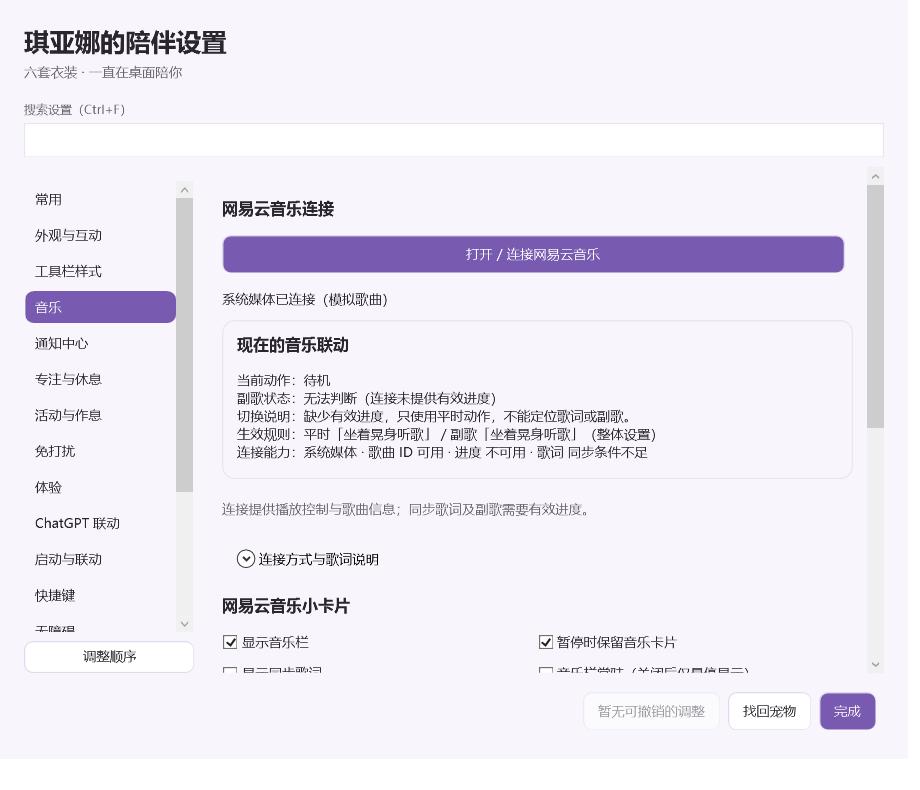 琪亚娜的陪伴设置
六套衣装 · 一直在桌面陪你
搜索设置（Ctrl+F）
常用
外观与互动
工具栏样式
音乐
通知中心
专注与休息
活动与作息
免打扰
体验
ChatGPT 联动
启动与联动
快捷键
无障碍
调整顺序
网易云音乐连接
打开 / 连接网易云音乐
系统媒体已连接（模拟歌曲）
现在的音乐联动
当前动作：待机
副歌状态：无法判断（连接未提供有效进度）
切换说明：缺少有效进度，只使用平时动作，不能定位歌词或副歌。
生效规则：平时「坐着晃身听歌」 / 副歌「坐着晃身听歌」（整体设置）
连接能力：系统媒体 · 歌曲 ID 可用 · 进度 不可用 · 歌词 同步条件不足
连接提供播放控制与歌曲信息；同步歌词及副歌需要有效进度。
连接方式与歌词说明
网易云音乐小卡片
显示音乐栏
暂停时保留音乐卡片
显示同步歌词
暂无可撤销的调整
找回宠物
完成